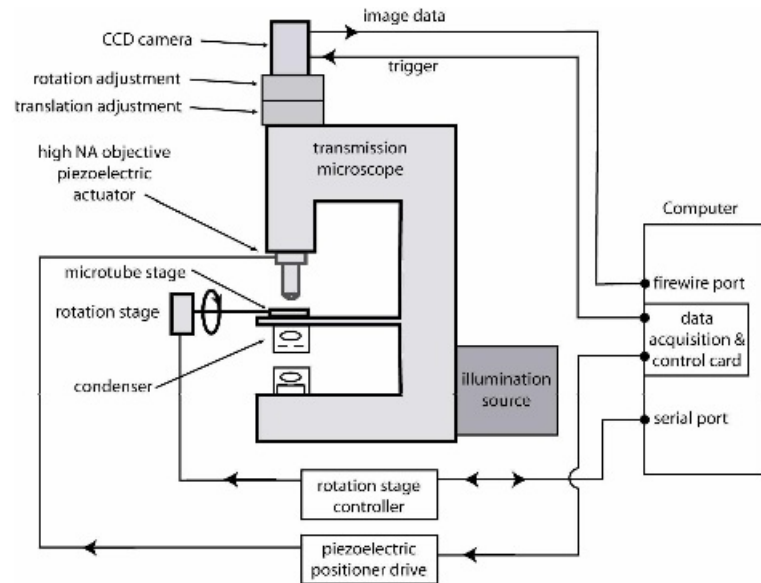 image data
CCD camera
trigger
rotation adjustment
translation adjustment
transmission
microscope
high NA objective
piezoelectric
actuator
Computer
microtube stage
firewire port
rotation stage
data
acquisition &
control card
condenser
illumination
source
serial port
rotation stage
controller
piezoelectric
positioner drive